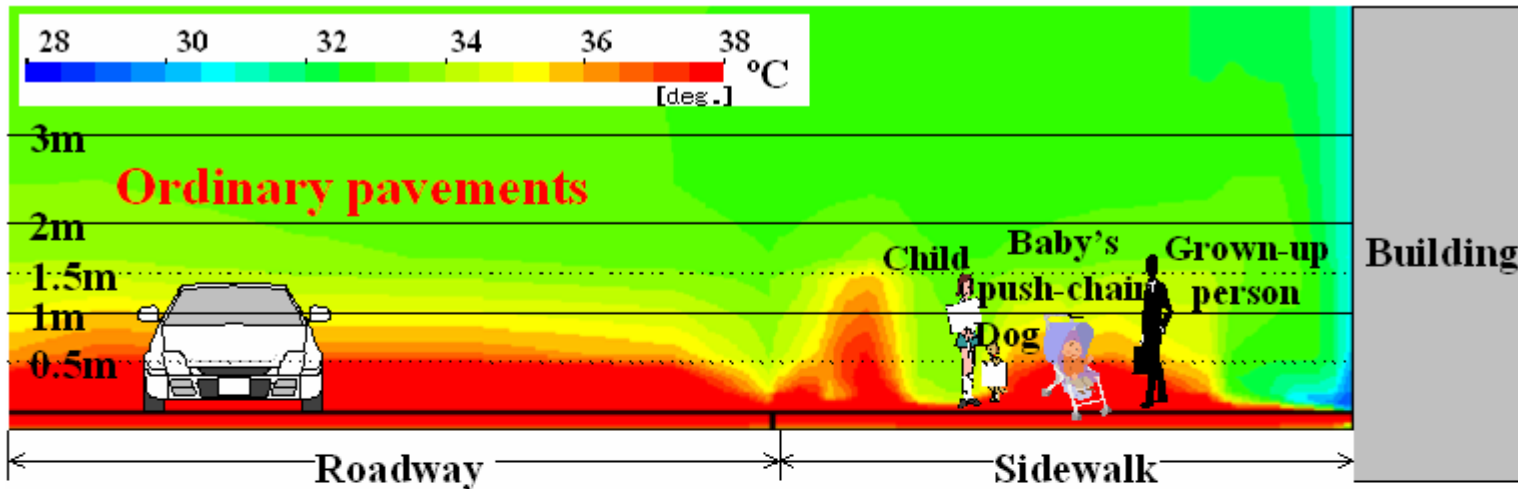 28 30 32 34 36 38
ºC
[deg.]
3m
Ordinary pavements
2m
1.5m
1m
0.5m
Child
Dog
Baby's
push-chair
Grown-up
person
Building
Roadway
Sidewalk